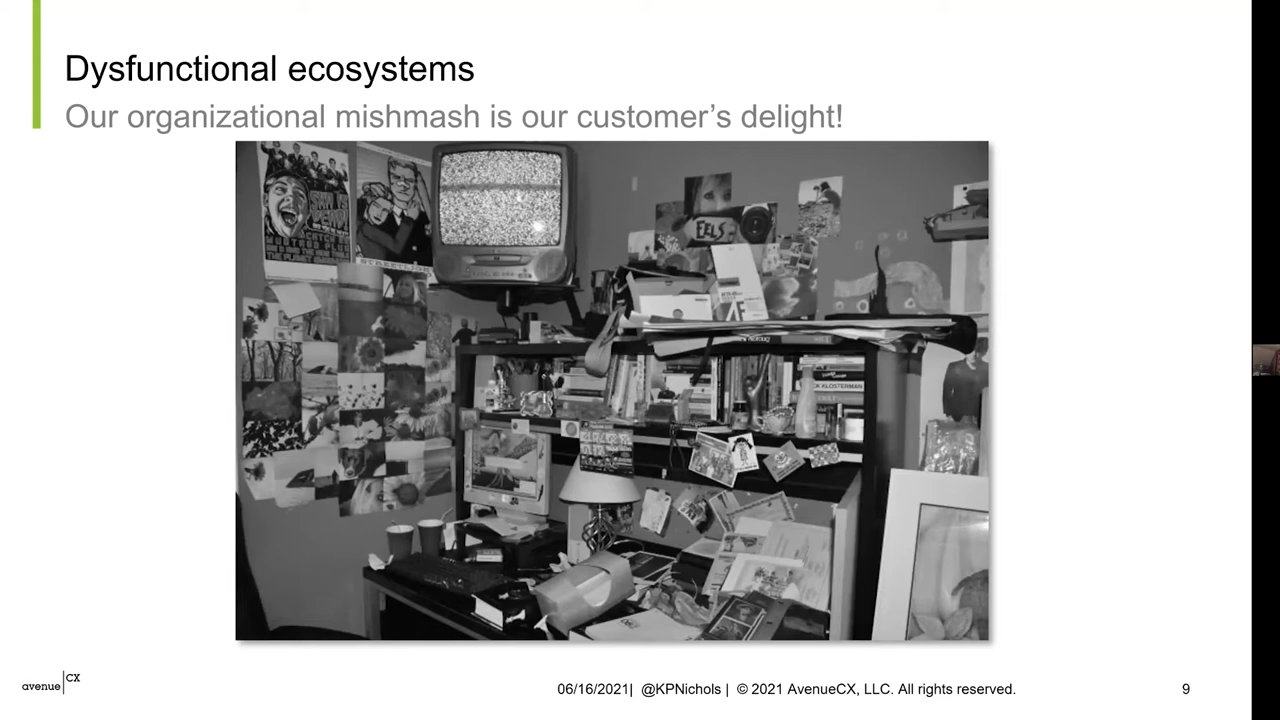 Dysfunctional ecosystems
Our organizational mishmash is our customer’s delight!
EELS
CK KLOSTERMAN
avenue CX
06/16/2021| @KPNichols | © 2021 AvenueCX, LLC. All rights reserved.
9